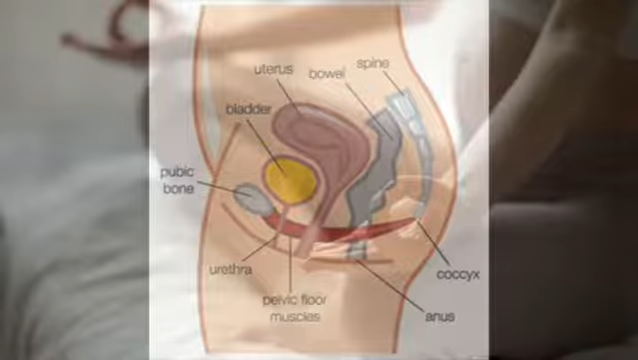 uterus
bowel
spine
bladder
pubic
bone
urethra
pelvic floor
muscles
coccyx
anus